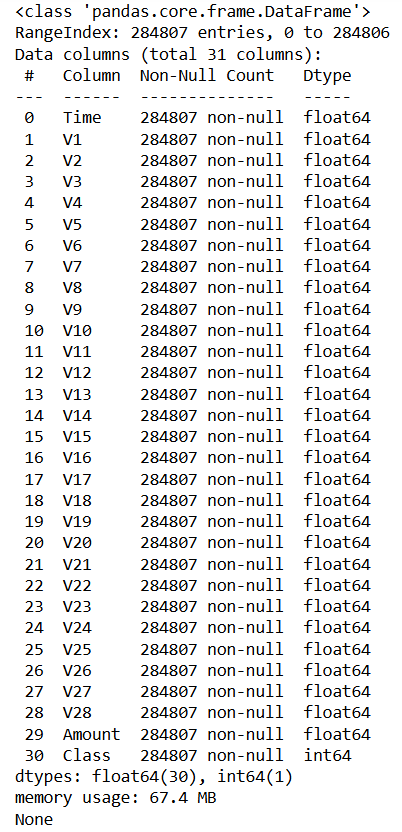 <class 'pandas.core.frame.DataFrame'>
RangeIndex: 284807 entries, 0 to 284806
Data columns (total 31 columns):
 #   Column  Non-Null Count   Dtype
---  ------  --------------   -----
 0   Time    284807 non-null  float64
 1   V1      284807 non-null  float64
 2   V2      284807 non-null  float64
 3   V3      284807 non-null  float64
 4   V4      284807 non-null  float64
 5   V5      284807 non-null  float64
 6   V6      284807 non-null  float64
 7   V7      284807 non-null  float64
 8   V8      284807 non-null  float64
 9   V9      284807 non-null  float64
 10  V10     284807 non-null  float64
 11  V11     284807 non-null  float64
 12  V12     284807 non-null  float64
 13  V13     284807 non-null  float64
 14  V14     284807 non-null  float64
 15  V15     284807 non-null  float64
 16  V16     284807 non-null  float64
 17  V17     284807 non-null  float64
 18  V18     284807 non-null  float64
 19  V19     284807 non-null  float64
 20  V20     284807 non-null  float64
 21  V21     284807 non-null  float64
 22  V22     284807 non-null  float64
 23  V23     284807 non-null  float64
 24  V24     284807 non-null  float64
 25  V25     284807 non-null  float64
 26  V26     284807 non-null  float64
 27  V27     284807 non-null  float64
 28  V28     284807 non-null  float64
 29  Amount  284807 non-null  float64
 30  Class   284807 non-null  int64
dtypes: float64(30), int64(1)
memory usage: 67.4 MB
None